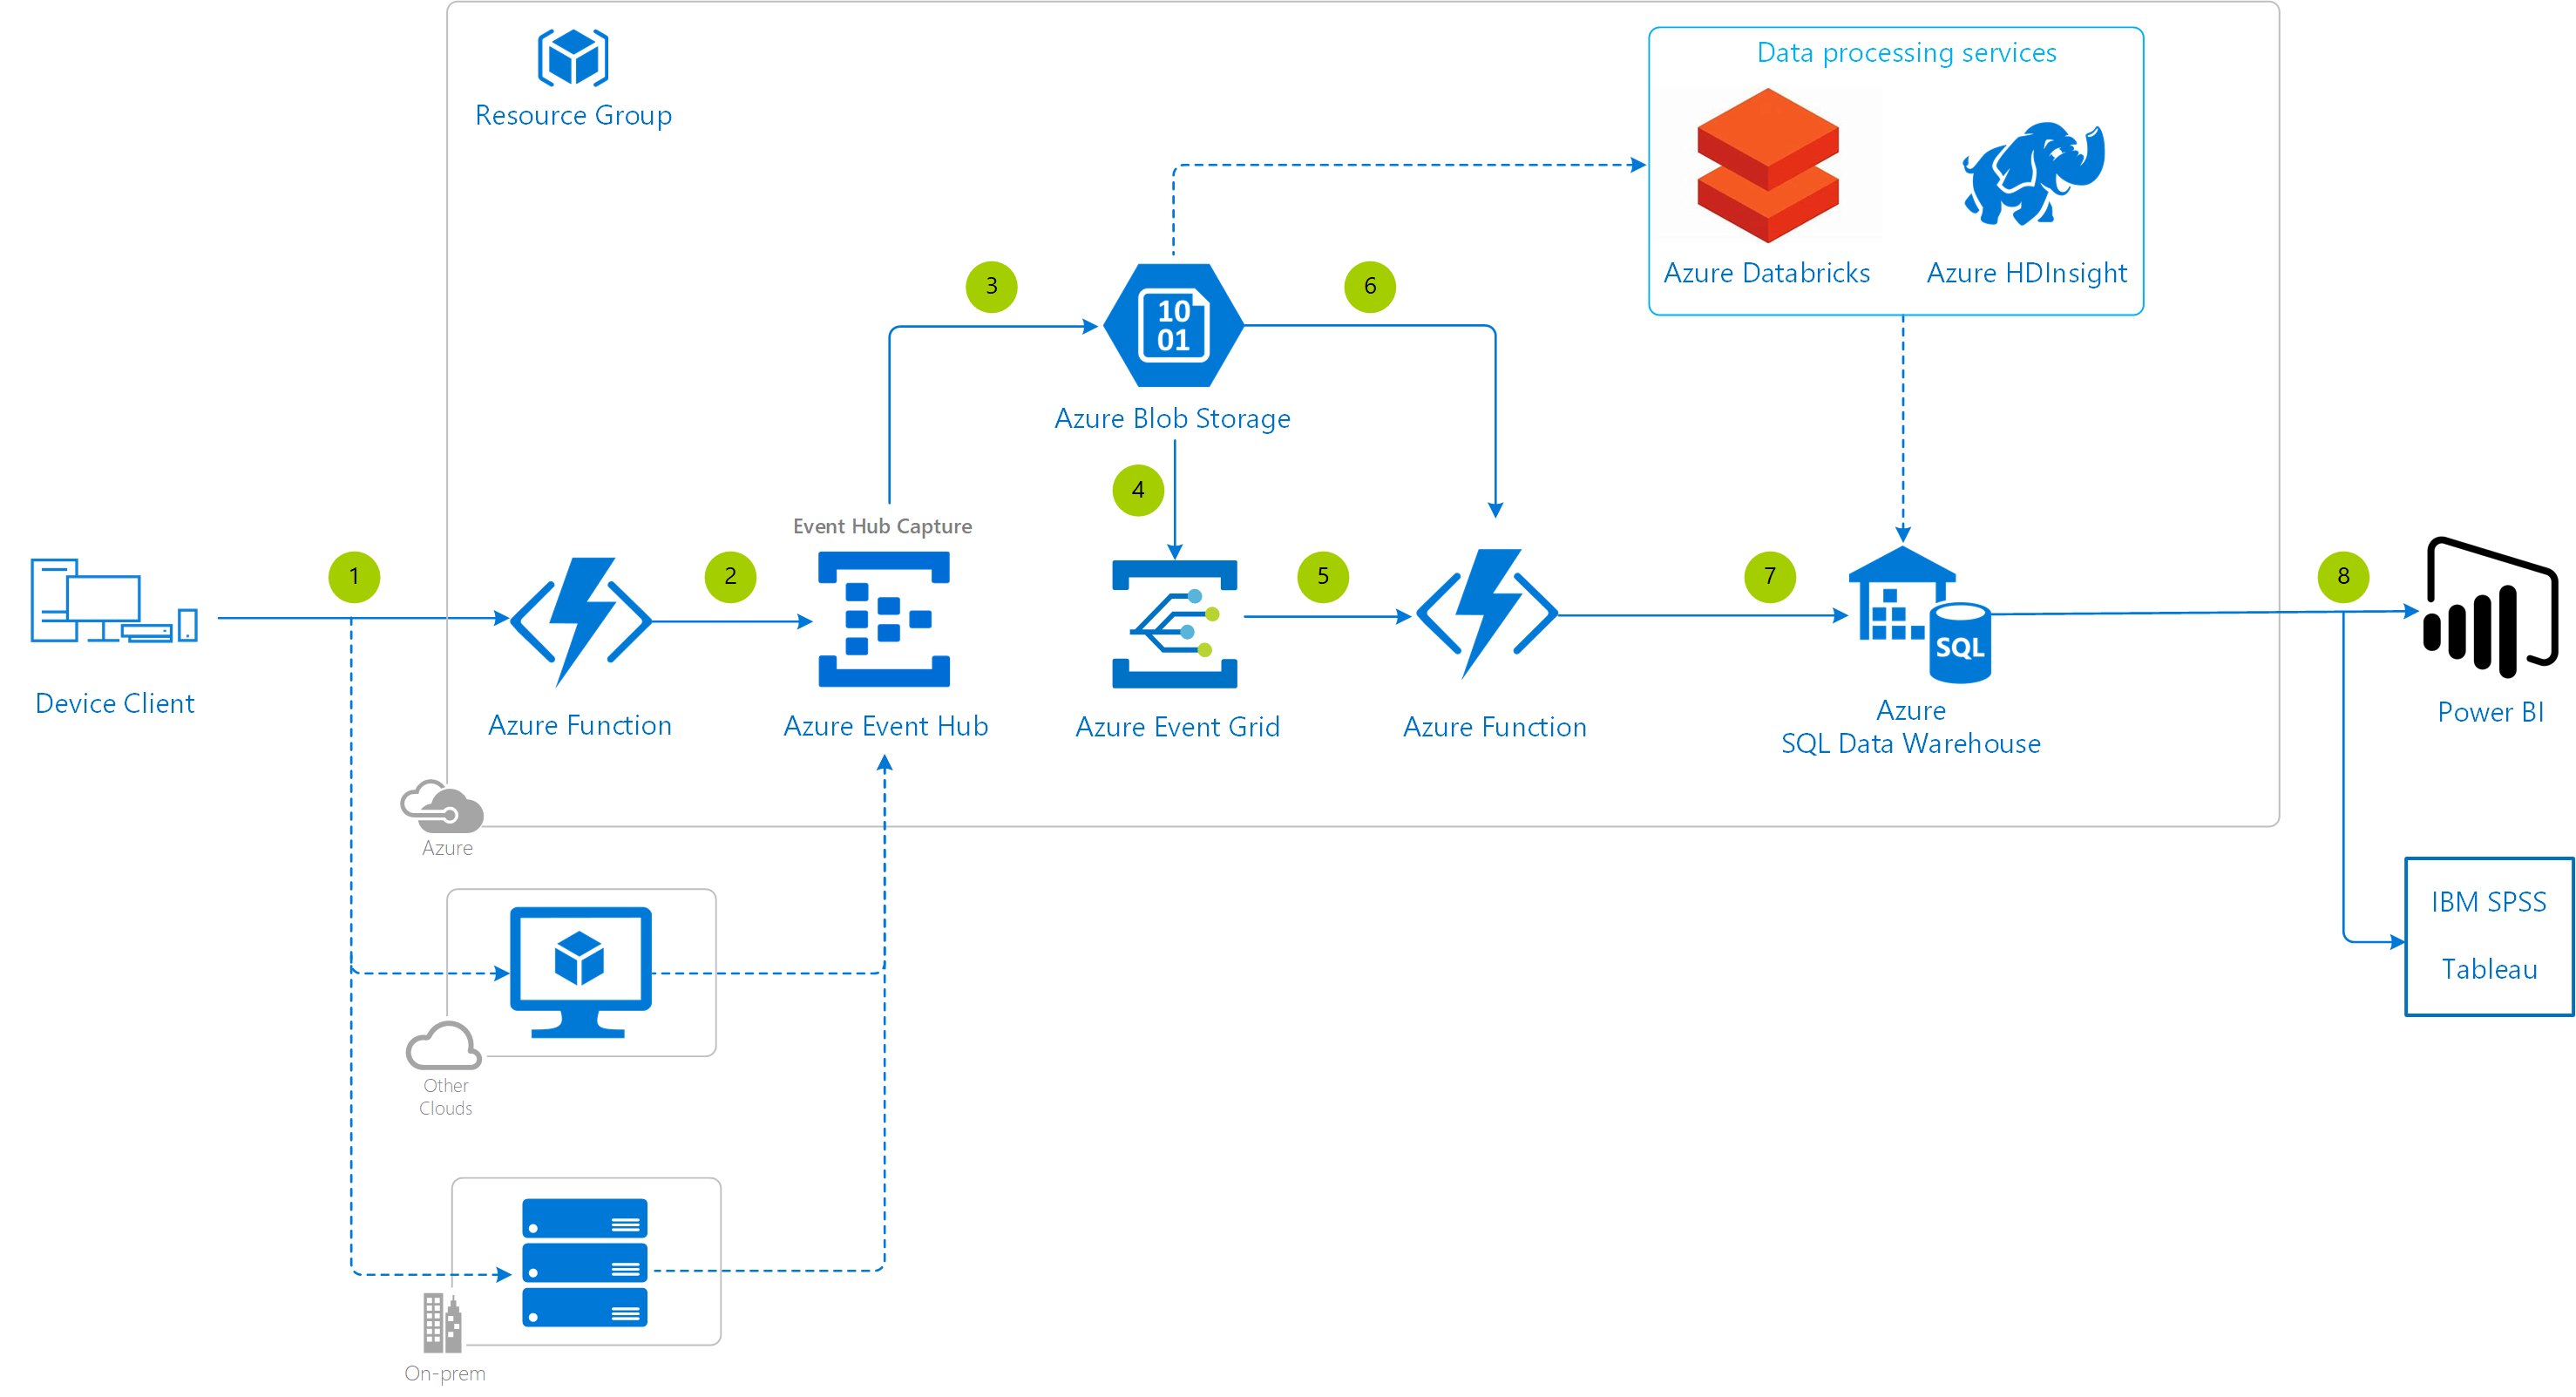 Resource Group
Data processing services
Azure Databricks
Azure HDInsight
3
6
10
01
Azure Blob Storage
4
Event Hub Capture
1
2
5
7
8
SQL
Device Client
Azure Function
Azure Event Hub
Azure Event Grid
Azure Function
Azure
SQL Data Warehouse
Power BI
Azure
IBM SPSS
Tableau
Other
Clouds
On-prem